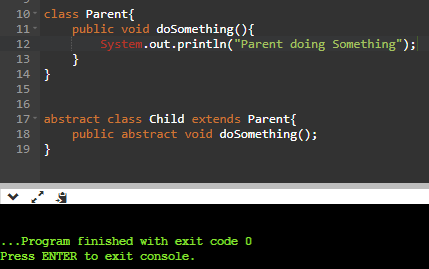 10 class Parent{
11 public void doSomething(){
12 System.out.println("Parent doing Something");
13 }
14 }
15
16
17 abstract class Child extends Parent{
18 public abstract void doSomething();
19 }
...Program finished with exit code 0
Press ENTER to exit console.